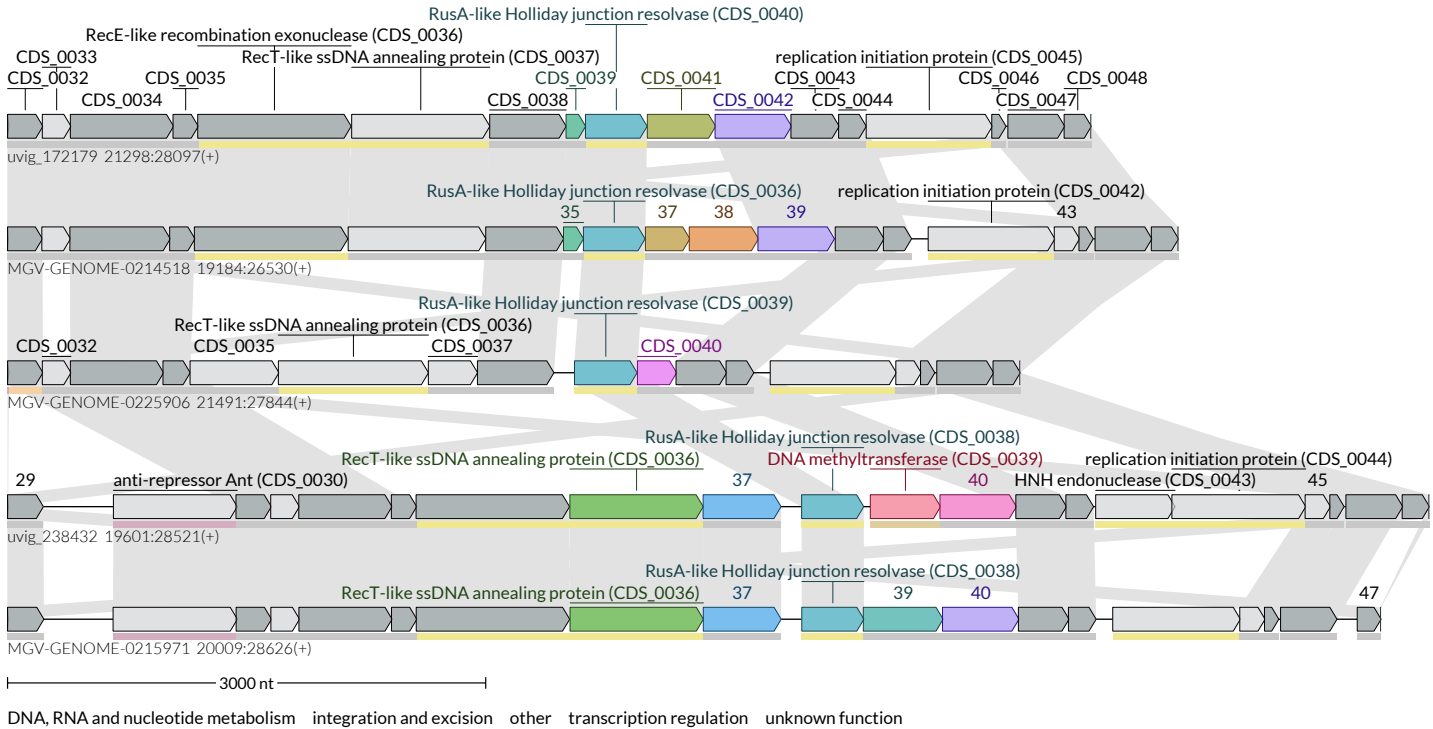 RusA-like Holliday junction resolvase (CDS_0040)
RecE-like recombination exonuclease (CDS_0036)
CDS_0033 RecT-like ssDNA annealing protein (CDS_0037) replication initiation protein (CDS_0045)
CDS_0032 CDS_0035 CDS_0039 CDS_0041 CDS_0043 CDS_0046 CDS_0048
CDS_0034 CDS_0038 CDS_0042 CDS_0044 CDS_0047
uvig_172179 21298:28097(+)
RusA-like Holliday junction resolvase (CDS_0036) replication initiation protein (CDS_0042)
35 37 38 39 43
MGV-GENOME-0214518 19184:26530(+)
RusA-like Holliday junction resolvase (CDS_0039)
RecT-like ssDNA annealing protein (CDS_0036)
CDS_0032 CDS_0035 CDS_0037 CDS_0040
MGV-GENOME-0225906 21491:27844(+)
RusA-like Holliday junction resolvase (CDS_0038)
RecT-like ssDNA annealing protein (CDS_0036) DNA methyltransferase (CDS_0039) replication initiation protein (CDS_0044)
29 anti-repressor Ant (CDS_0030) 37 40 HNH endonuclease (CDS_0043) 45
uvig_238432 19601:28521(+)
RusA-like Holliday junction resolvase (CDS_0038)
RecT-like ssDNA annealing protein (CDS_0036) 37 39 40 47
MGV-GENOME-0215971 20009:28626(+)
3000 nt
DNA, RNA and nucleotide metabolism integration and excision other transcription regulation unknown function